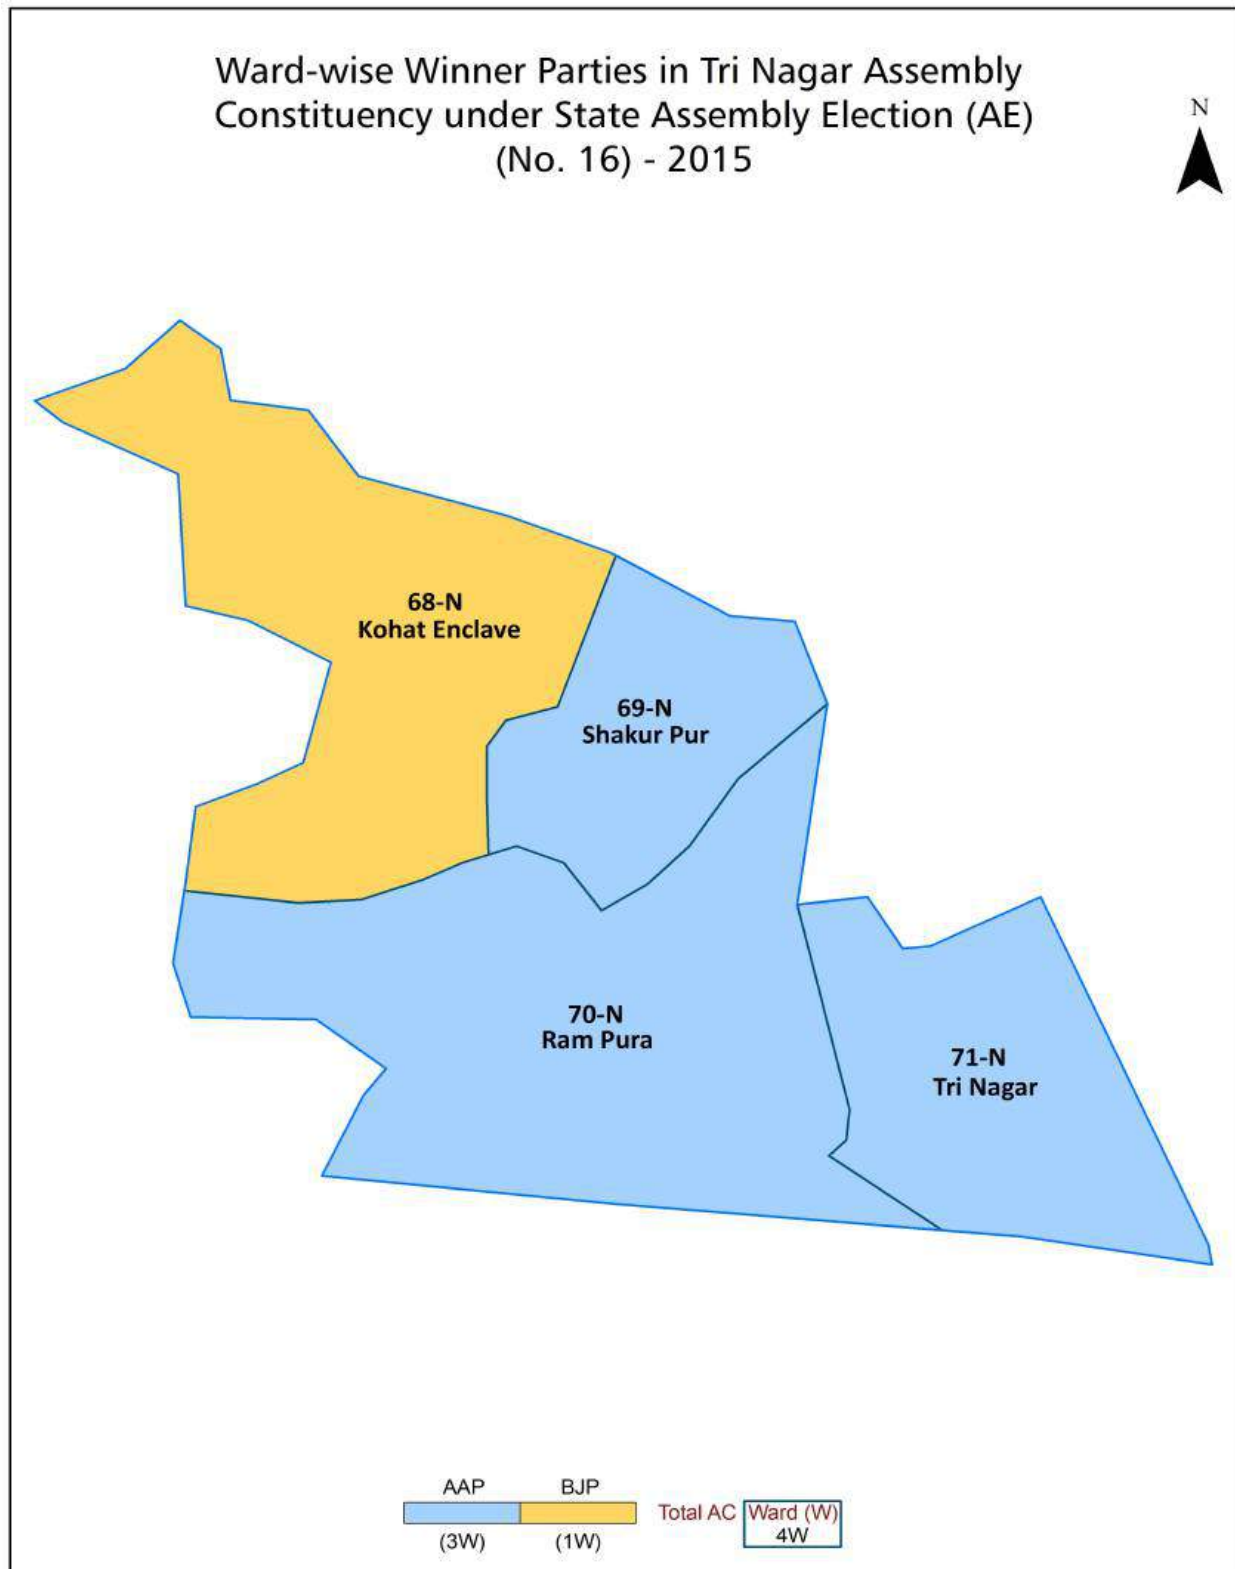 Ward-wise Winner Parties in Tri Nagar Assembly
Constituency under State Assembly Election (AE)
(No. 16) - 2015
N
68-N
Kohat Enclave
69-N
Shakur Pur
70-N
Ram Pura
71-N
Tri Nagar
AAP BJP
Total AC Ward (W)
(3W) (1W) 4W